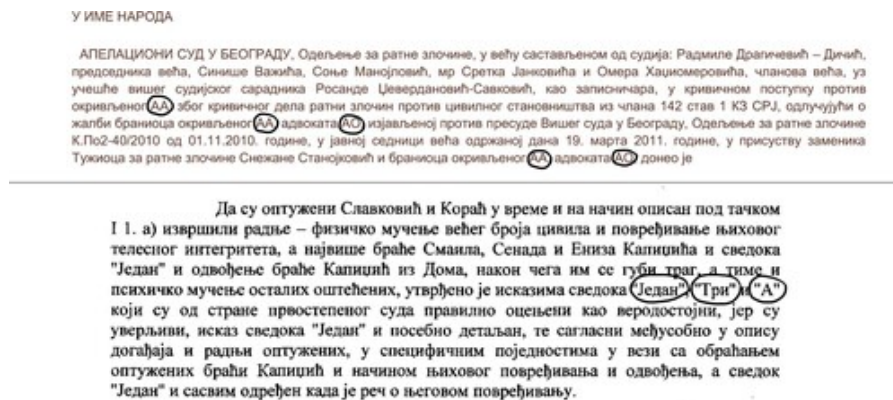 У ИМЕ НАРОДА
АПЕЛАЦИОНИ СУД У БЕОГРАДУ, Одељење за ратне злочине, у већу састављеном од судија: Радмиле Драгичевић – Дичић,
председника већа, Синише Важића, Соње Манојловић, мр Сретка Јанковића и Омера Хаџиомеровића, чланова већа, уз
учешће вишег судијског сарадника Росанде Џевердановић-Савковић, као записничара, у кривичном поступку против
окривљеног АА због кривичног дела ратни злочин против цивилног становништва из члана 142 став 1 КЗ СРЈ, одлучујући о
жалби браниоца окривљеног АА адвоката АО изјављеној против пресуде Вишег суда у Београду, Одељење за ратне злочине
К.По2-40/2010 од 01.11.2010. године, у јавној седници већа одржаној дана 19. марта 2011. године, у присуству заменика
Тужиоца за ратне злочине Снежане Станојковић и браниоца окривљеног АА адвоката АО донео је
Да су оптужени Славковић и Кораћ у време и на начин описан под тачком
I 1. а) извршили радње – физичко мучење већег броја цивила и повређивање њиховог
телесног интегритета, а највише браће Смаила, Сенада и Ениза Капиџића и сведока
"Један" и одвођење браће Капиџић из Дома, након чега им се губи траг, а тиме и
психичко мучење осталих оштећених, утврђено је исказима сведока "Један", "Три" и "А"
који су од стране првостепеног суда правилно оцењени као веродостојни, јер су
уверљиви, исказ сведока "Један" и посебно детаљан, те сагласни међусобно у опису
догађаја и радњи оптужених, у специфичним појединостима у вези са обраћањем
оптужених браћи Капиџић и начином њиховог повређивања и одвођења, а сведок
"Један" и сасвим одређен када је реч о његовом повређивању.